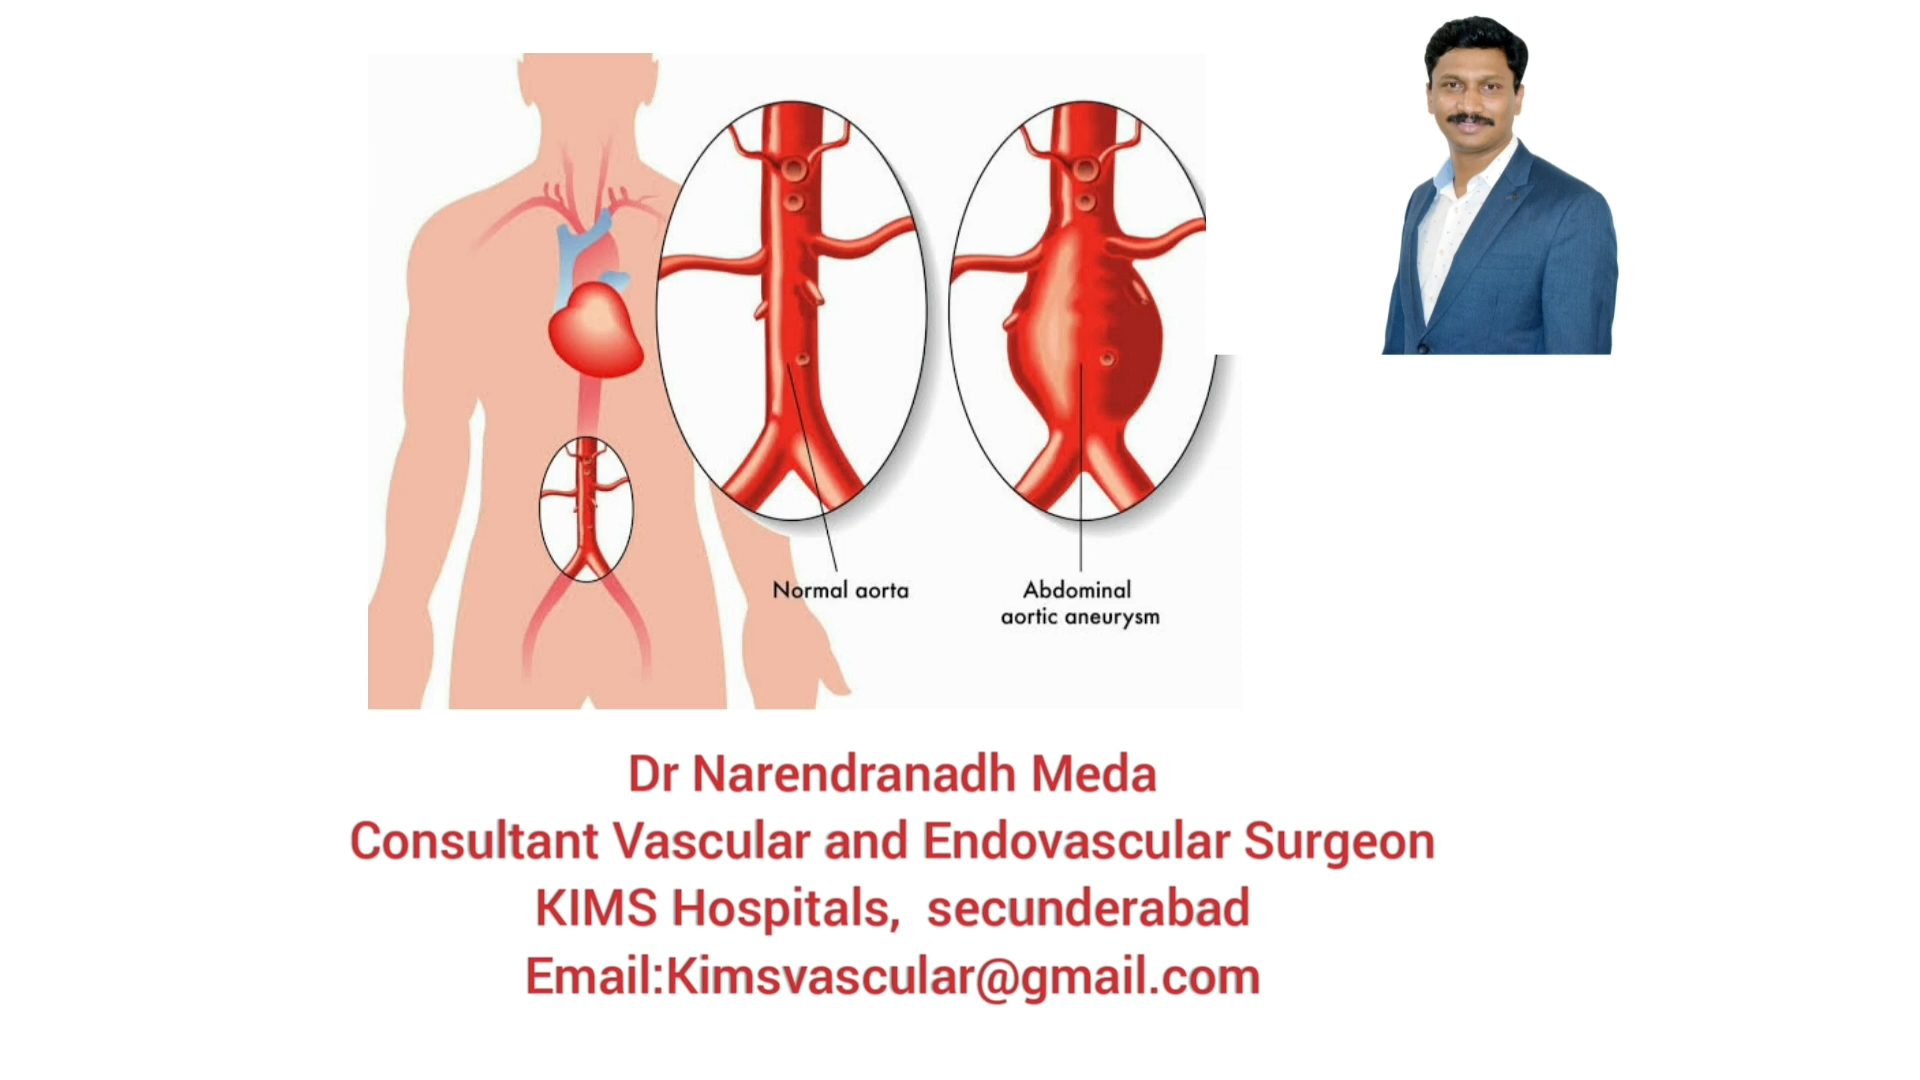 Normal aorta
Abdominal
aortic aneurysm
Dr Narendranadh Meda
Consultant Vascular and Endovascular Surgeon
KIMS Hospitals,  secunderabad
Email:Kimsvascular@gmail.com